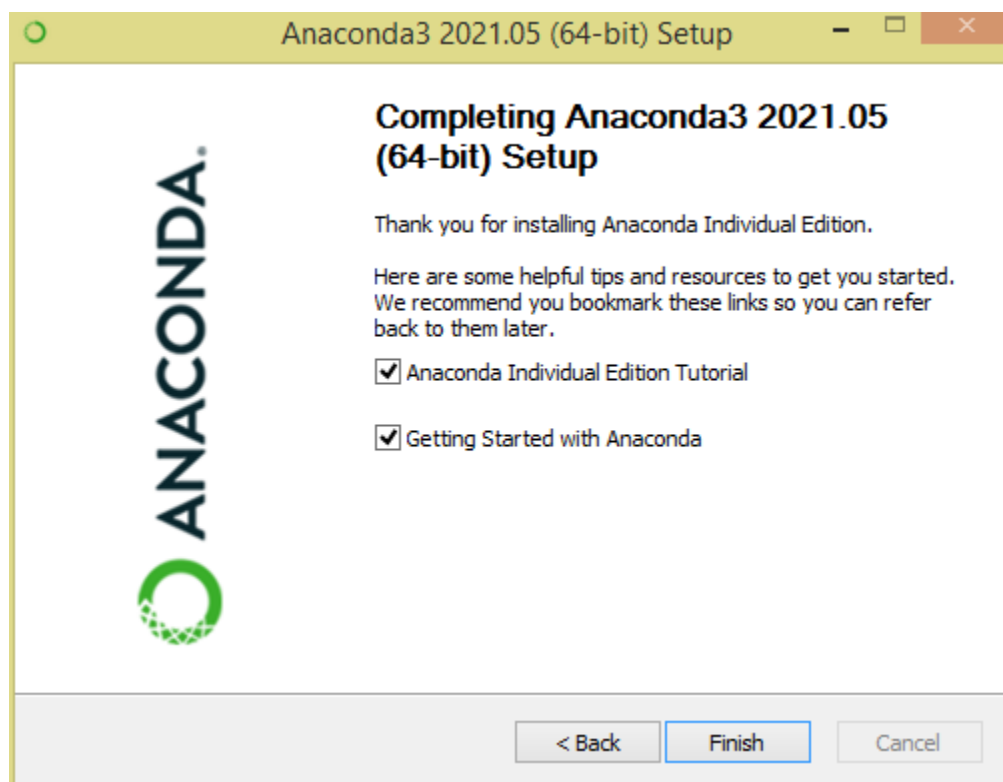 Anaconda3 2021.05 (64-bit) Setup
ANACONDA.
Completing Anaconda3 2021.05
(64-bit) Setup
Thank you for installing Anaconda Individual Edition.
Here are some helpful tips and resources to get you started.
We recommend you bookmark these links so you can refer
back to them later.
Anaconda Individual Edition Tutorial
Getting Started with Anaconda
< Back
Finish
Cancel